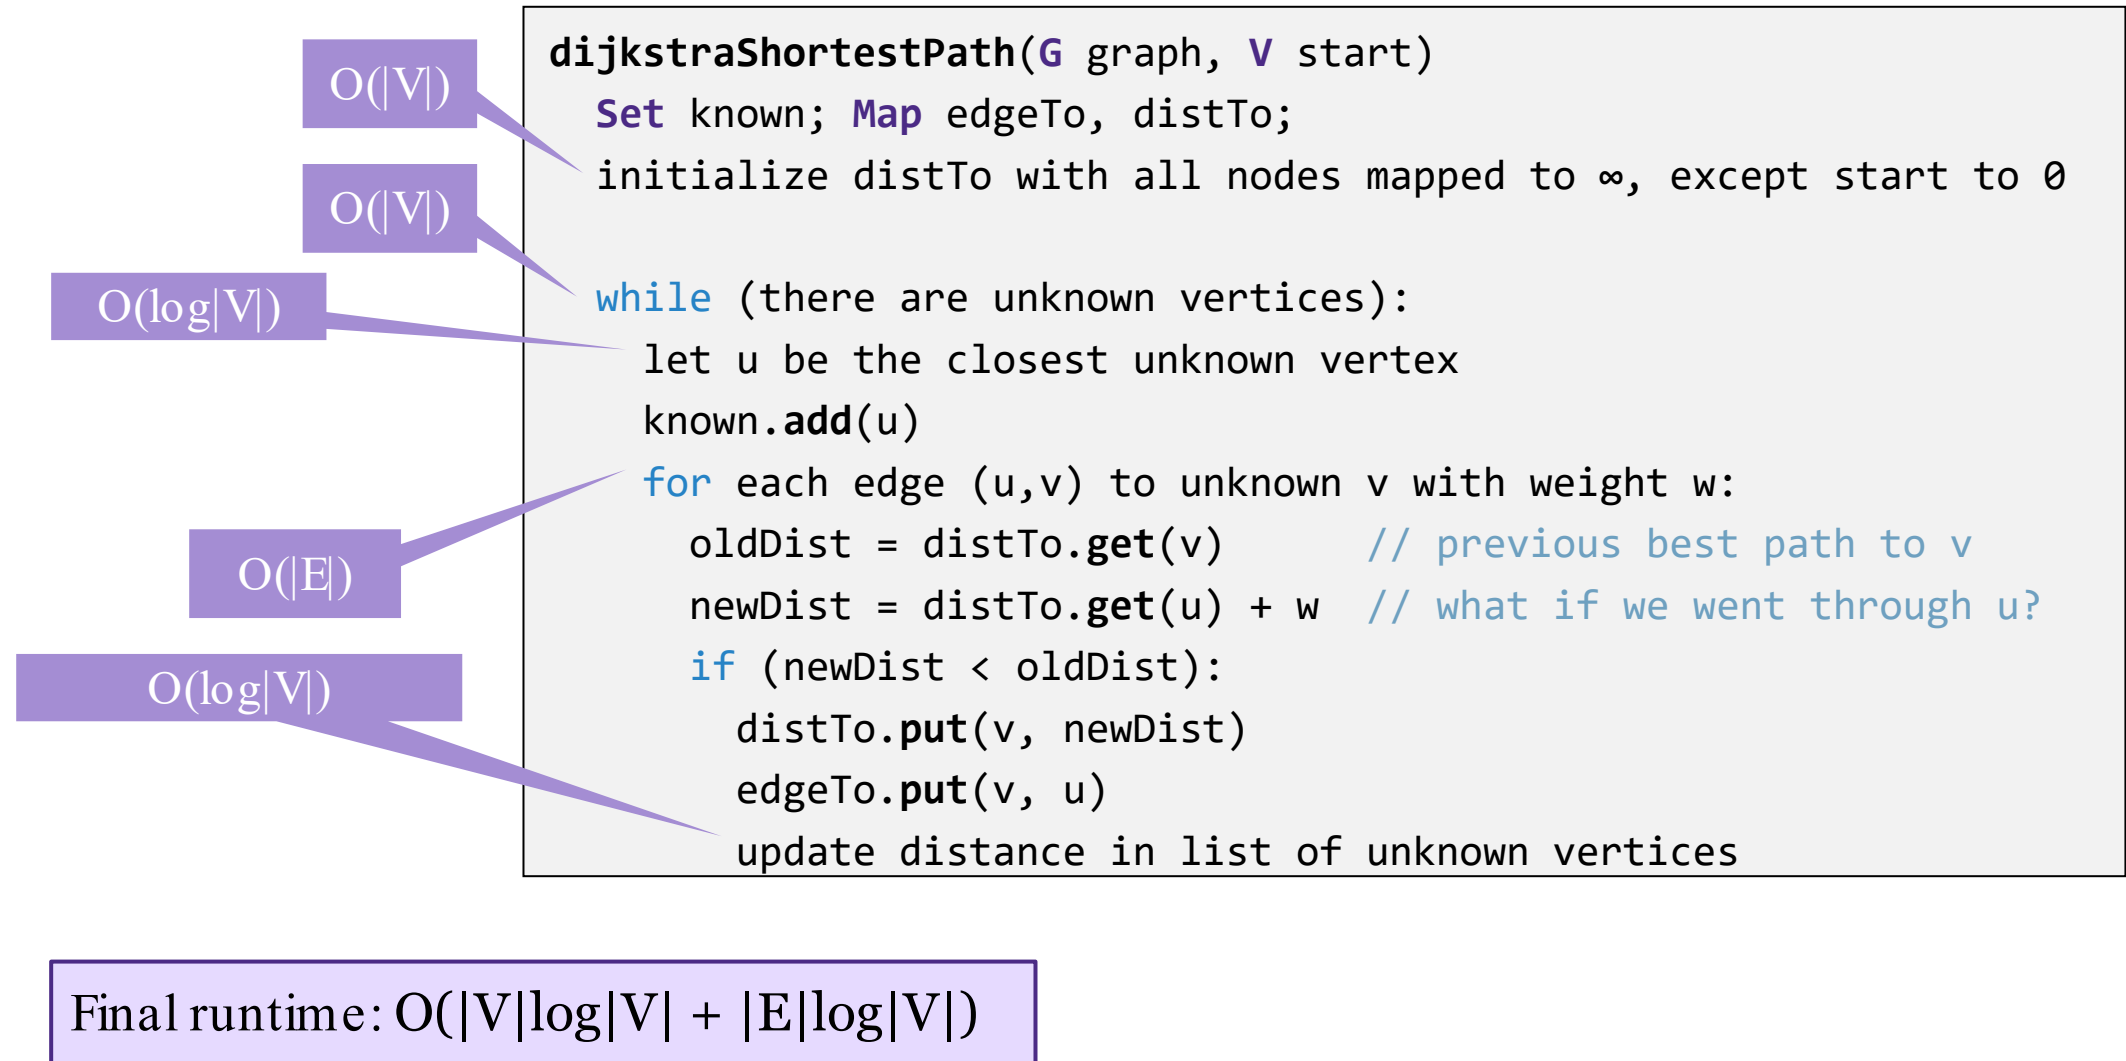 dijkstraShortestPath(G graph, V start)
O(|V|)
Set known; Map edgeTo, distTo;
initialize distTo with all nodes mapped to ∞, except start to 0
O(|V|)
while (there are unknown vertices):
O(log|V|)
let u be the closest unknown vertex
known.add(u)
for each edge (u,v) to unknown v with weight w:
oldDist = distTo.get(v) // previous best path to v
O(|E|)
newDist = distTo.get(u) + w // what if we went through u?
if (newDist < oldDist):
O(log|V|)
distTo.put(v, newDist)
edgeTo.put(v, u)
update distance in list of unknown vertices
Final runtime: O(|V|log|V| + |E|log|V|)